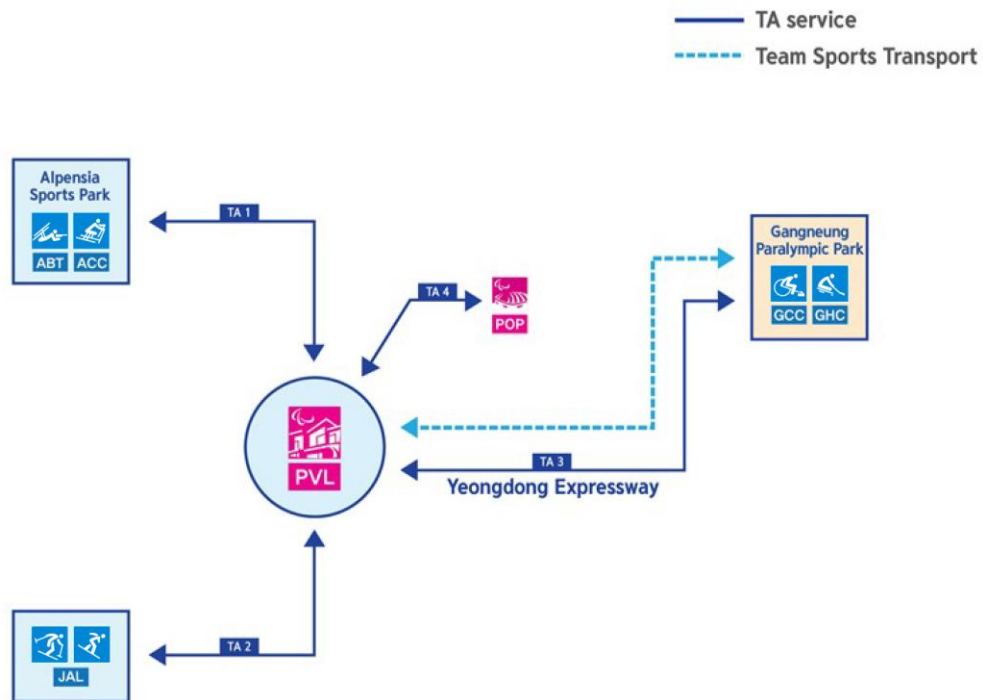 TA service
Team Sports Transport
Alpensia
Sports Park
ABT ACC
TA 1
Gangneung
Paralympic Park
GCC GHC
TA 4
POP
PVL
TA 3
Yeongdong Expressway
TA 2
JAL